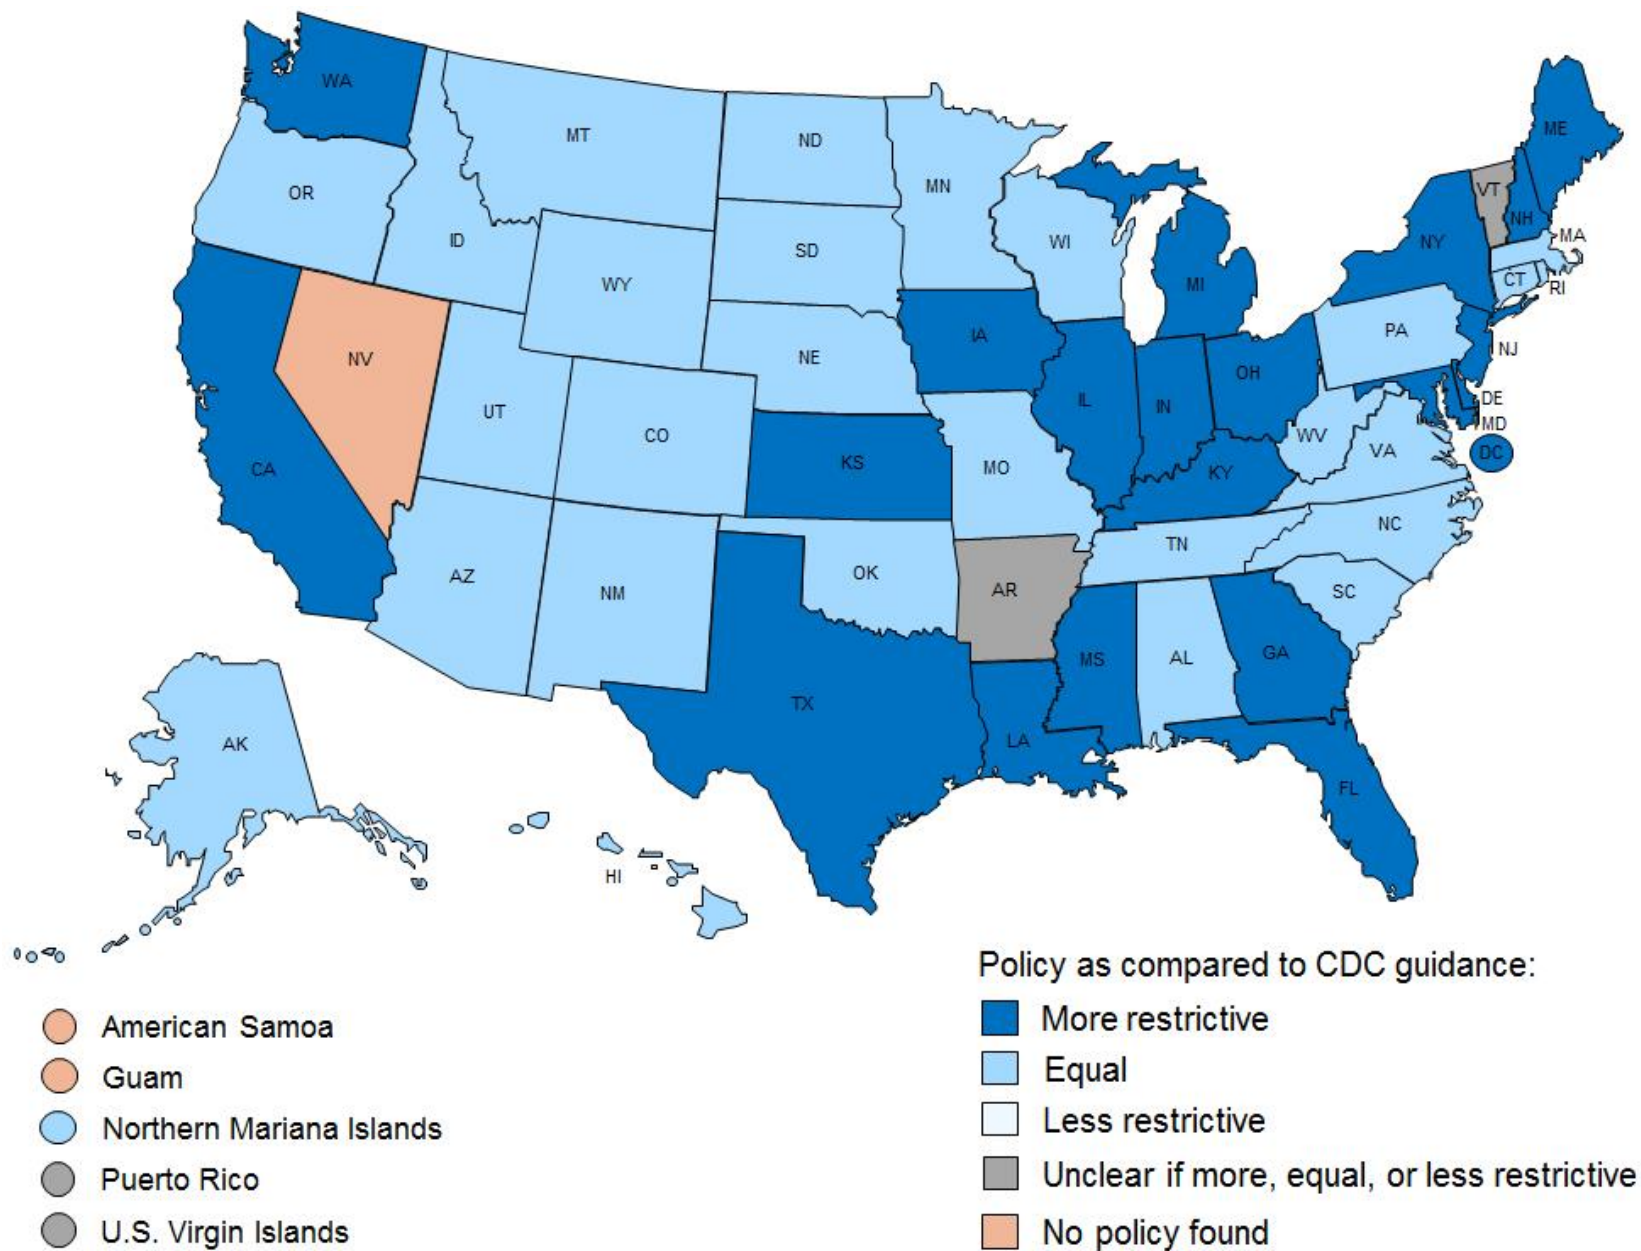 WA
MT
ND
MN
ME
VT
NH
OR
ID
SD
WI
NY
MA
WY
MI
CT
RI
IA
PA
NV
NE
NJ
UT
IL
IN
OH
DE
CO
MD
CA
KS
MO
KY
WV
VA
DC
AZ
NM
OK
AR
TN
NC
SC
MS
AL
GA
TX
LA
FL
AK
HI
Policy as compared to CDC guidance:
More restrictive
Equal
Less restrictive
Unclear if more, equal, or less restrictive
No policy found
American Samoa
Guam
Northern Mariana Islands
Puerto Rico
U.S. Virgin Islands